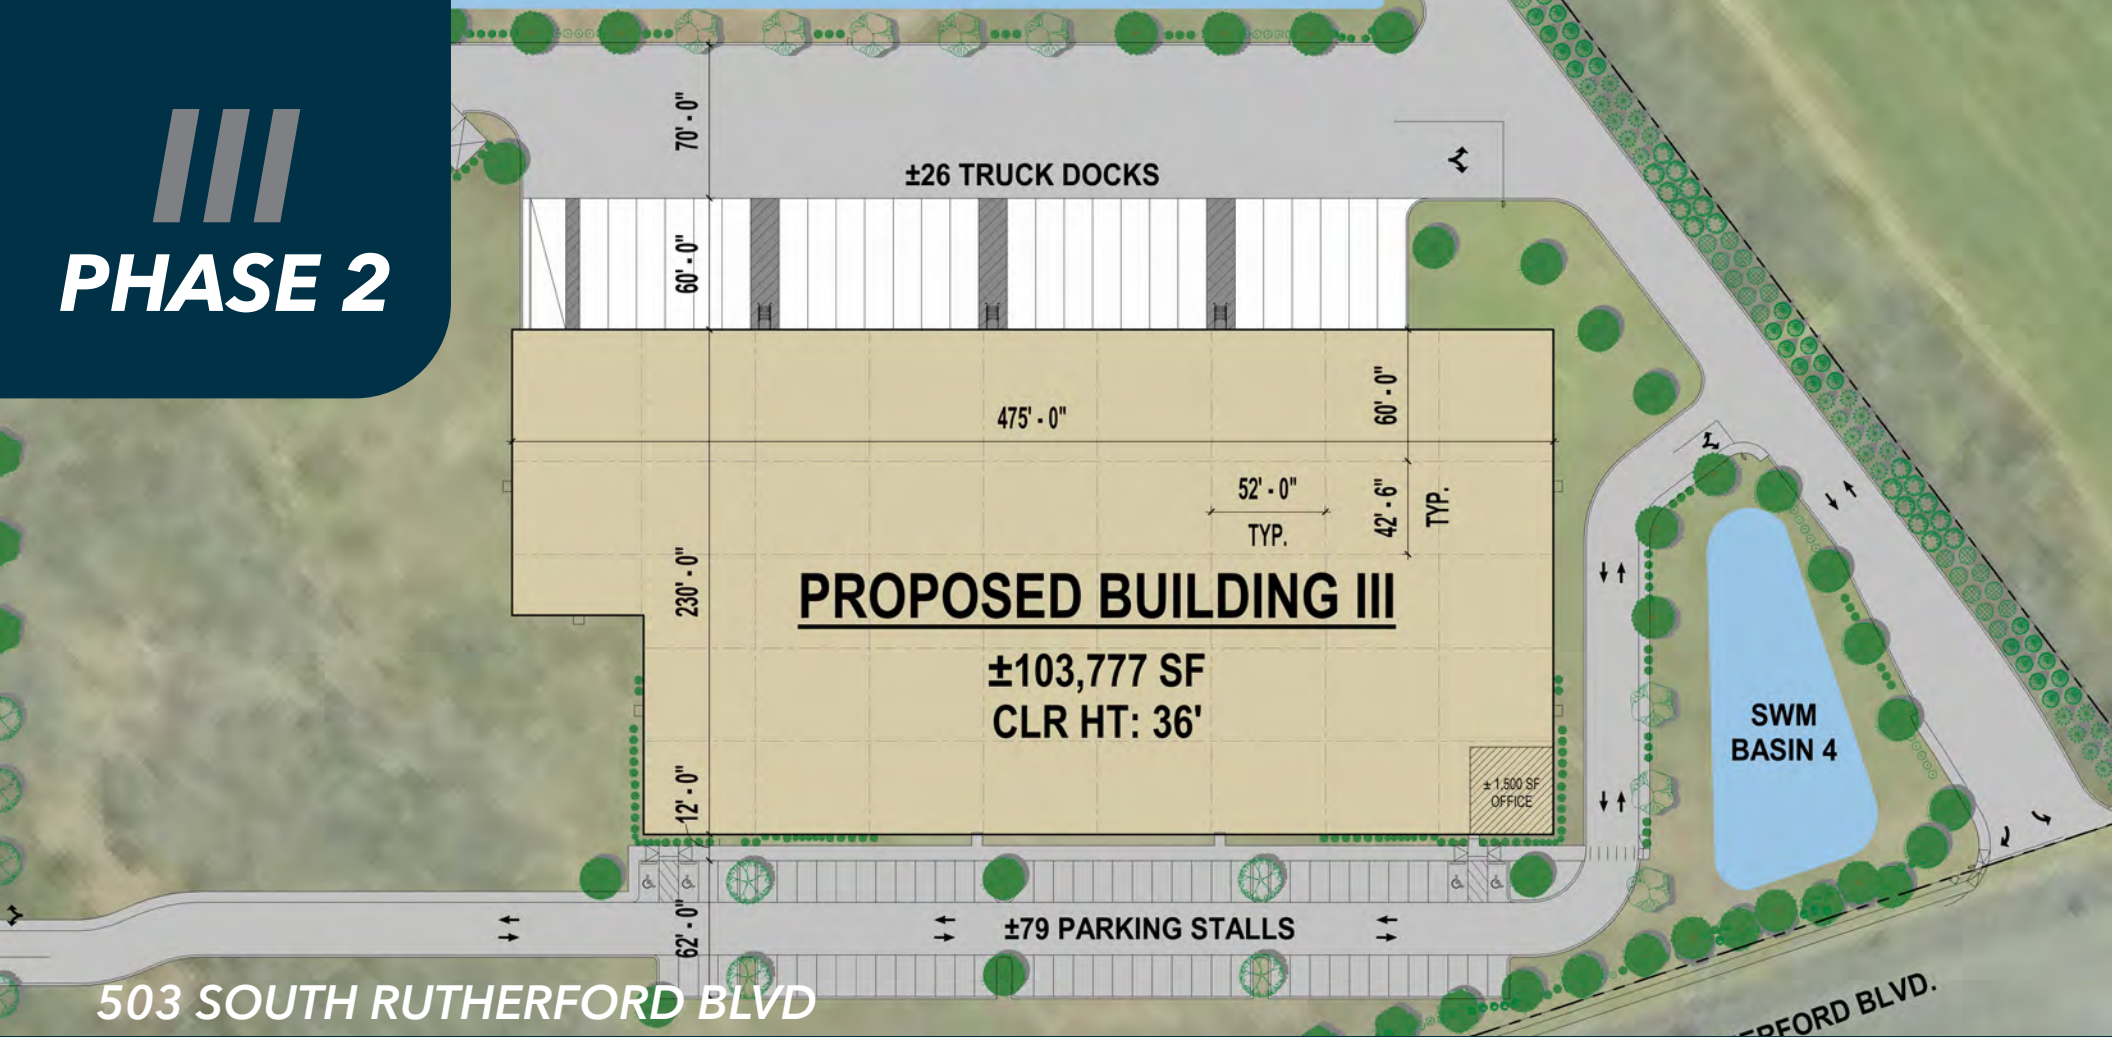 III
PHASE 2
70' - 0"
±26 TRUCK DOCKS
60' - 0"
475' - 0"
60' - 0"
52' - 0"
TYP.
42' - 6"
TYP.
230' - 0"
PROPOSED BUILDING III
±103,777 SF
CLR HT: 36'
12' - 0"
± 1,500 SF
OFFICE
SWM
BASIN 4
62' - 0"
±79 PARKING STALLS
503 SOUTH RUTHERFORD BLVD
ERFORD BLVD.